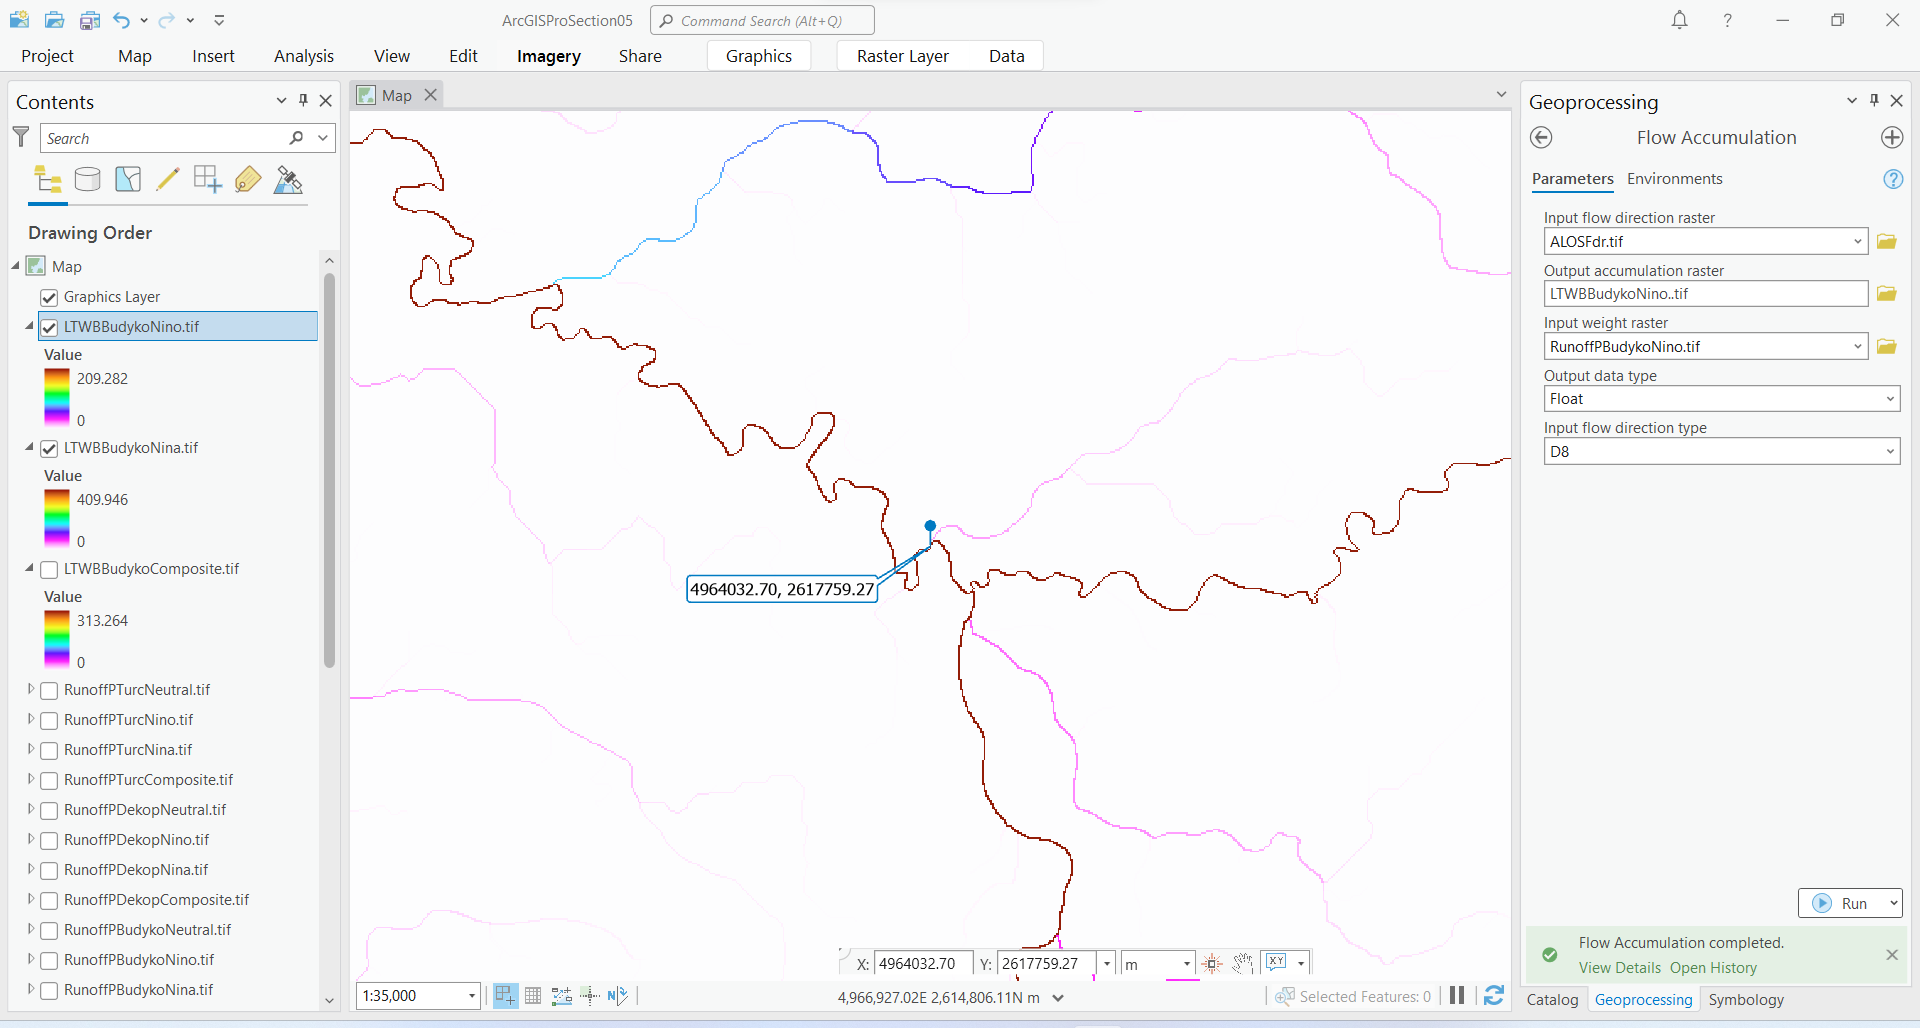 ArcGISProSection05
Command Search (Alt+Q)
?
Project Map Insert Analysis View Edit Imagery Share Graphics Raster Layer Data
Contents
Search
Drawing Order
Map
Graphics Layer
LTWBBudykoNino.tif
Value
209.282
0
LTWBBudykoNina.tif
Value
409.946
0
LTWBBudykoComposite.tif
Value
313.264
0
RunoffPTurcNeutral.tif
RunoffPTurcNino.tif
RunoffPTurcNina.tif
RunoffPTurcComposite.tif
RunoffPDekopNeutral.tif
RunoffPDekopNino.tif
RunoffPDekopNina.tif
RunoffPDekopComposite.tif
RunoffPBudykoNeutral.tif
RunoffPBudykoNino.tif
RunoffPBudykoNina.tif
Map
4964032.70, 2617759.27
X: 4964032.70 Y: 2617759.27 m XY
1:35,000
N
4,966,927.02E 2,614,806.11N m
Selected Features: 0
Geoprocessing
Flow Accumulation
Parameters Environments
?
Input flow direction raster
ALOSFdr.tif
Output accumulation raster
LTWBBudykoNino..tif
Input weight raster
RunoffPBudykoNino.tif
Output data type
Float
Input flow direction type
D8
Run
Flow Accumulation completed.
View Details Open History
Catalog Geoprocessing Symbology